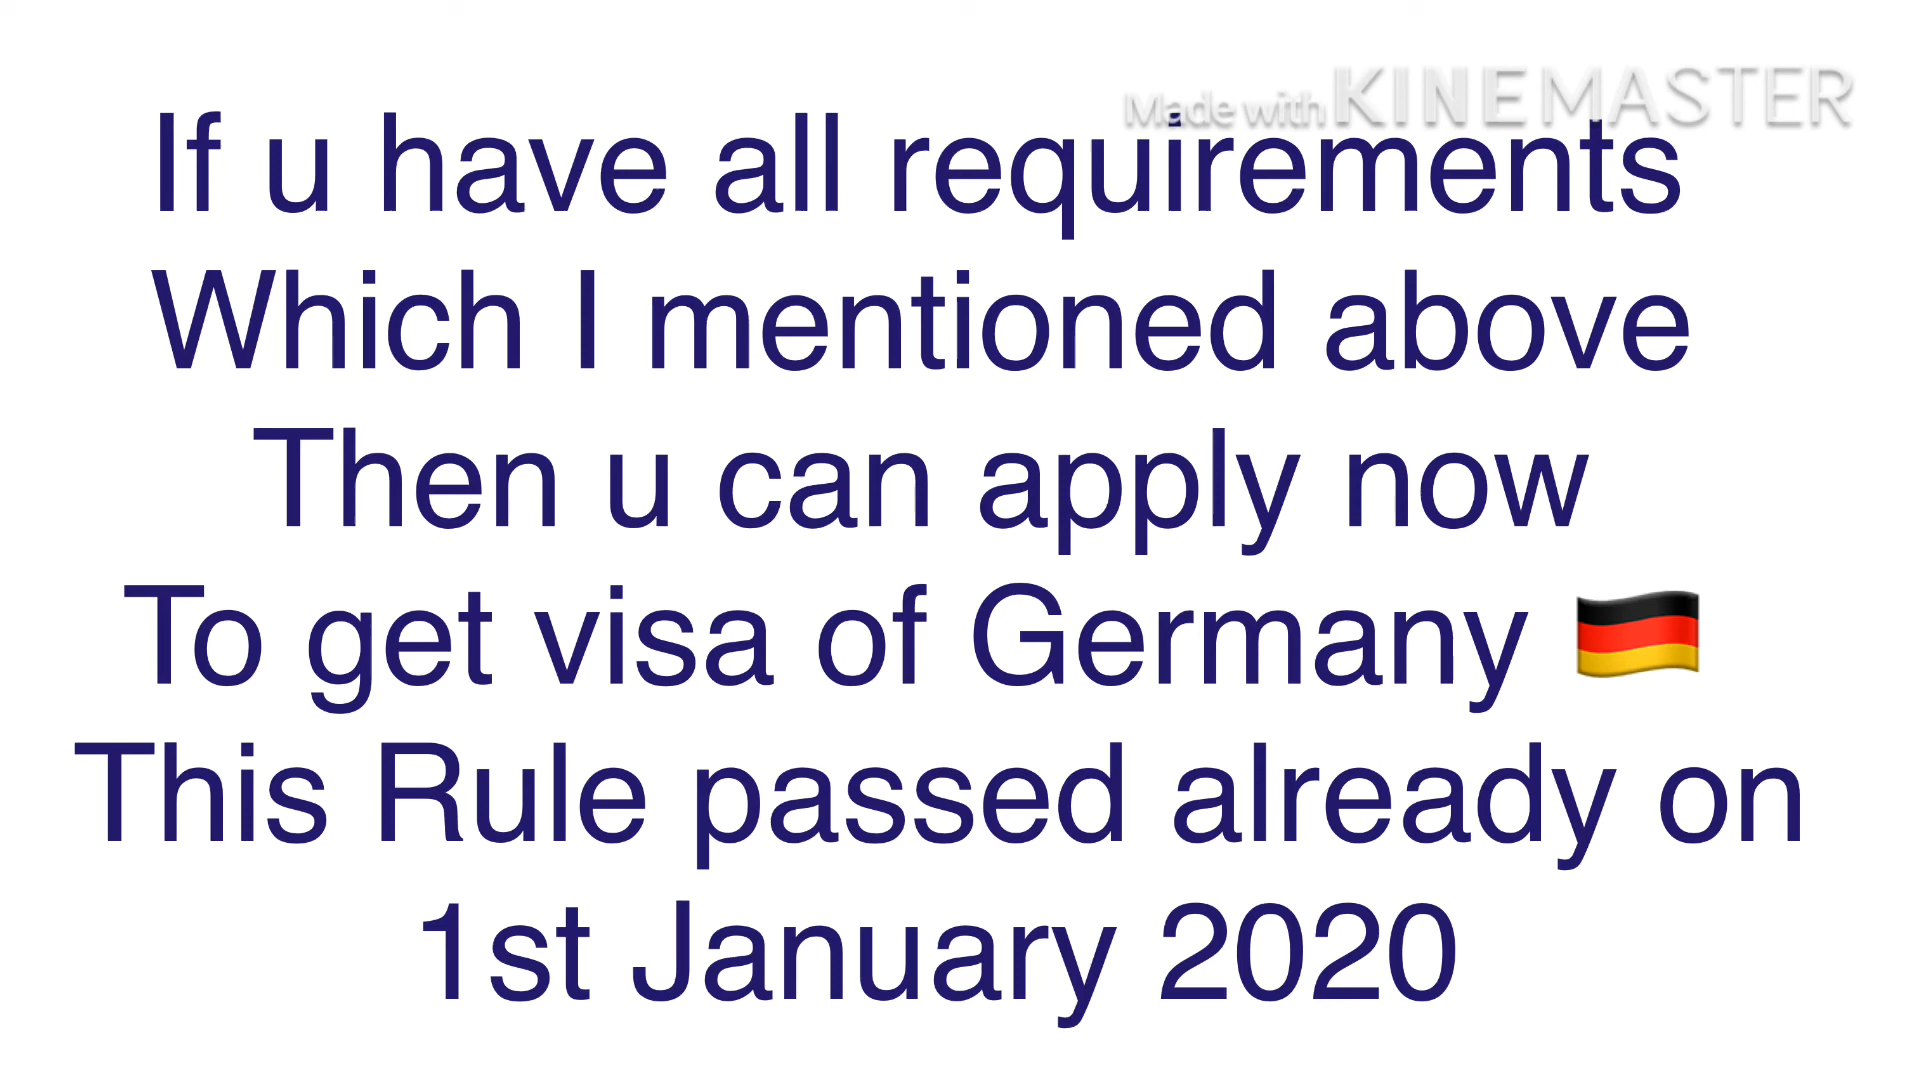 Made with KINEMASTER
If u have all requirements
Which I mentioned above
Then u can apply now
To get visa of Germany 🇩🇪
This Rule passed already on
1st January 2020